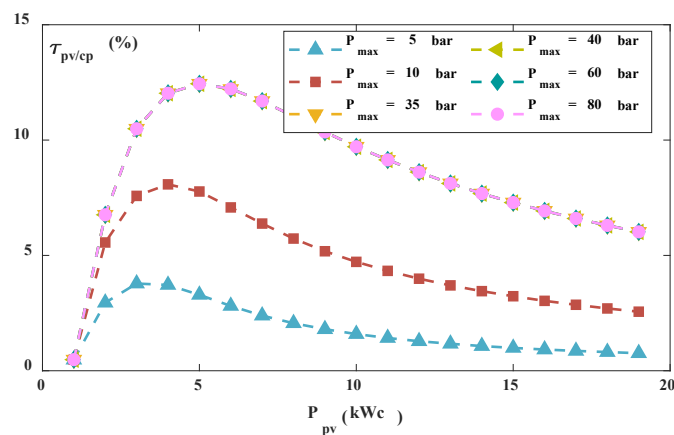 15
τpv/cp (%)
Pmax = 5 bar
Pmax = 40 bar
Pmax = 10 bar
Pmax = 60 bar
Pmax = 35 bar
Pmax = 80 bar
10
5
0
0 5 10 15 20
Ppv (kWc)